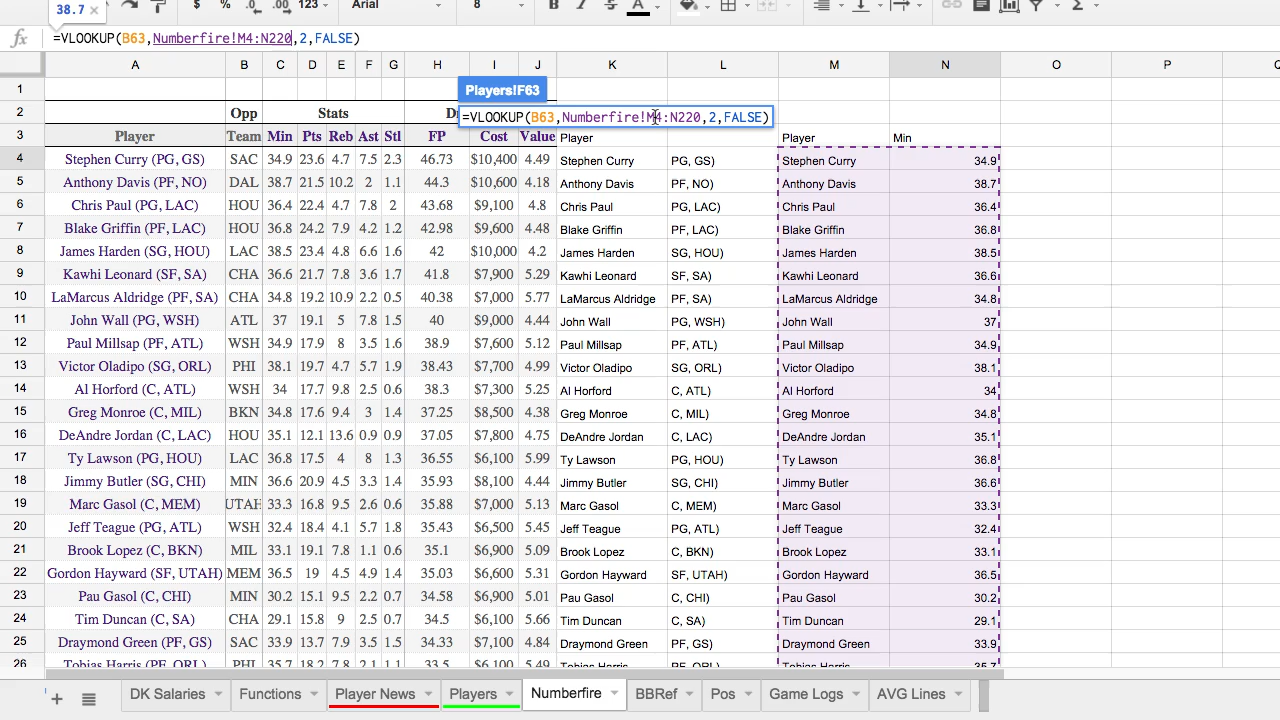 38.7 ×
$ % .0 .00 123 Arial 8 B I S A Σ
fx =VLOOKUP(B63,Numberfire!M4:N220,2,FALSE)
A B C D E F G H I J K L M N O P Q
1 Players!F63
2 Opp Stats D =VLOOKUP(B63,Numberfire!M4:N220,2,FALSE)
3 Player Team Min Pts Reb Ast Stl FP Cost Value Player Player Min
4 Stephen Curry (PG, GS) SAC 34.9 23.6 4.7 7.5 2.3 46.73 $10,400 4.49 Stephen Curry PG, GS) Stephen Curry 34.9
5 Anthony Davis (PF, NO) DAL 38.7 21.5 10.2 2 1.1 44.3 $10,600 4.18 Anthony Davis PF, NO) Anthony Davis 38.7
6 Chris Paul (PG, LAC) HOU 36.4 22.4 4.7 7.8 2 43.68 $9,100 4.8 Chris Paul PG, LAC) Chris Paul 36.4
7 Blake Griffin (PF, LAC) HOU 36.8 24.2 7.9 4.2 1.2 42.98 $9,600 4.48 Blake Griffin PF, LAC) Blake Griffin 36.8
8 James Harden (SG, HOU) LAC 38.5 23.4 4.8 6.6 1.6 42 $10,000 4.2 James Harden SG, HOU) James Harden 38.5
9 Kawhi Leonard (SF, SA) CHA 36.6 21.7 7.8 3.6 1.7 41.8 $7,900 5.29 Kawhi Leonard SF, SA) Kawhi Leonard 36.6
10 LaMarcus Aldridge (PF, SA) CHA 34.8 19.2 10.9 2.2 0.5 40.38 $7,000 5.77 LaMarcus Aldridge PF, SA) LaMarcus Aldridge 34.8
11 John Wall (PG, WSH) ATL 37 19.1 5 7.8 1.5 40 $9,000 4.44 John Wall PG, WSH) John Wall 37
12 Paul Millsap (PF, ATL) WSH 34.9 17.9 8 3.5 1.6 38.9 $7,600 5.12 Paul Millsap PF, ATL) Paul Millsap 34.9
13 Victor Oladipo (SG, ORL) PHI 38.1 19.7 4.7 5.7 1.9 38.43 $7,700 4.99 Victor Oladipo SG, ORL) Victor Oladipo 38.1
14 Al Horford (C, ATL) WSH 34 17.7 9.8 2.5 0.6 38.3 $7,300 5.25 Al Horford C, ATL) Al Horford 34
15 Greg Monroe (C, MIL) BKN 34.8 17.6 9.4 3 1.4 37.25 $8,500 4.38 Greg Monroe C, MIL) Greg Monroe 34.8
16 DeAndre Jordan (C, LAC) HOU 35.1 12.1 13.6 0.9 0.9 37.05 $7,800 4.75 DeAndre Jordan C, LAC) DeAndre Jordan 35.1
17 Ty Lawson (PG, HOU) LAC 36.8 17.5 4 8 1.3 36.55 $6,100 5.99 Ty Lawson PG, HOU) Ty Lawson 36.8
18 Jimmy Butler (SG, CHI) MIN 36.6 20.9 4.5 3.3 1.4 35.93 $8,100 4.44 Jimmy Butler SG, CHI) Jimmy Butler 36.6
19 Marc Gasol (C, MEM) UTAH 33.3 16.8 9.5 2.6 0.6 35.88 $7,000 5.13 Marc Gasol C, MEM) Marc Gasol 33.3
20 Jeff Teague (PG, ATL) WSH 32.4 18.4 4.1 5.7 1.8 35.43 $6,500 5.45 Jeff Teague PG, ATL) Jeff Teague 32.4
21 Brook Lopez (C, BKN) MIL 33.1 19.1 7.8 1.1 0.6 35.1 $6,900 5.09 Brook Lopez C, BKN) Brook Lopez 33.1
22 Gordon Hayward (SF, UTAH) MEM 36.5 19 4.5 4.9 1.4 35.03 $6,600 5.31 Gordon Hayward SF, UTAH) Gordon Hayward 36.5
23 Pau Gasol (C, CHI) MIN 30.2 15.1 9.5 2.2 0.7 34.58 $6,900 5.01 Pau Gasol C, CHI) Pau Gasol 30.2
24 Tim Duncan (C, SA) CHA 29.1 15.8 9 2.5 0.7 34.5 $6,100 5.66 Tim Duncan C, SA) Tim Duncan 29.1
25 Draymond Green (PF, GS) SAC 33.9 13.7 7.9 3.5 1.5 34.33 $7,100 4.84 Draymond Green PF, GS) Draymond Green 33.9
26 Tobias Harris (PF, ORL) PHI 35.7 18.2 7.8 2.1 1.1 33.5 $6,100 5.49 Tobias Harris PF, ORL) Tobias Harris 35.7
+ DK Salaries Functions Player News Players Numberfire BBRef Pos Game Logs AVG Lines